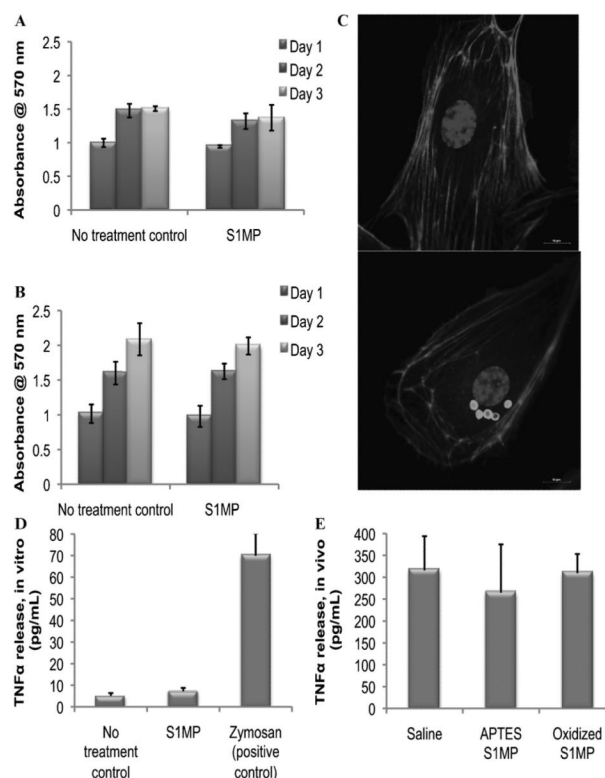 A
Absorbance @ 570 nm
2.5
2
1.5
1
0.5
0
No treatment control
S1MP
Day 1
Day 2
Day 3
B
Absorbance @ 570 nm
2.5
2
1.5
1
0.5
0
No treatment control
S1MP
Day 1
Day 2
Day 3
C
D
TNFα release, in vitro
(pg/mL)
80
70
60
50
40
30
20
10
0
No
treatment
control
S1MP
Zymosan
(positive
control)
E
TNFα release, in vivo
(pg/mL)
400
350
300
250
200
150
100
50
0
Saline
APTES
S1MP
Oxidized
S1MP